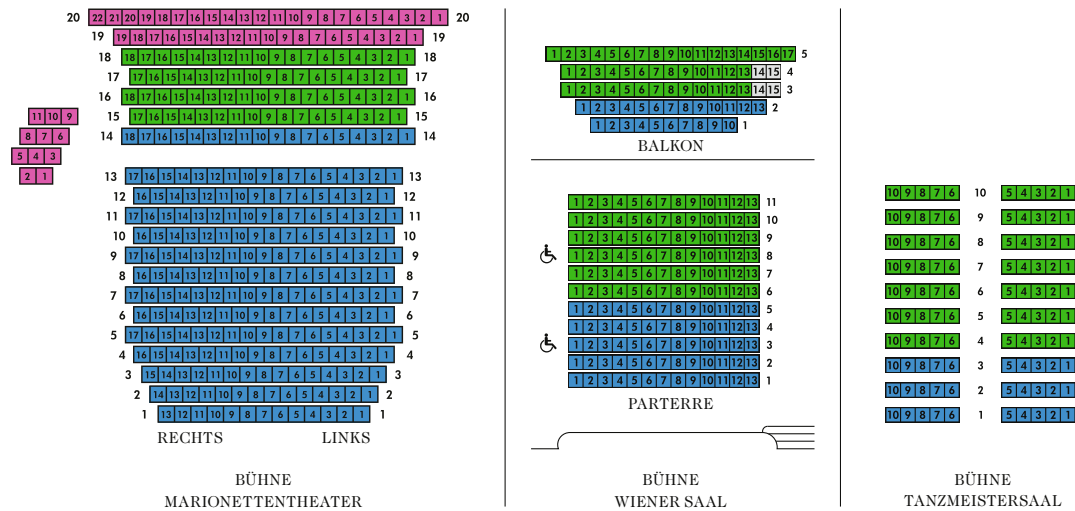 20 22 21 20 19 18 17 16 15 14 13 12 11 10 9 8 7 6 5 4 3 2 1 20
19 19 18 17 16 15 14 13 12 11 10 9 8 7 6 5 4 3 2 1 19
18 18 17 16 15 14 13 12 11 10 9 8 7 6 5 4 3 2 1 18
17 17 16 15 14 13 12 11 10 9 8 7 6 5 4 3 2 1 17
16 18 17 16 15 14 13 12 11 10 9 8 7 6 5 4 3 2 1 16
15 17 16 15 14 13 12 11 10 9 8 7 6 5 4 3 2 1 15
14 18 17 16 15 14 13 12 11 10 9 8 7 6 5 4 3 2 1 14
11 10 9
8 7 6
5 4 3
2 1
13 17 16 15 14 13 12 11 10 9 8 7 6 5 4 3 2 1 13
12 16 15 14 13 12 11 10 9 8 7 6 5 4 3 2 1 12
11 17 16 15 14 13 12 11 10 9 8 7 6 5 4 3 2 1 11
10 16 15 14 13 12 11 10 9 8 7 6 5 4 3 2 1 10
9 17 16 15 14 13 12 11 10 9 8 7 6 5 4 3 2 1 9
8 16 15 14 13 12 11 10 9 8 7 6 5 4 3 2 1 8
7 17 16 15 14 13 12 11 10 9 8 7 6 5 4 3 2 1 7
6 16 15 14 13 12 11 10 9 8 7 6 5 4 3 2 1 6
5 17 16 15 14 13 12 11 10 9 8 7 6 5 4 3 2 1 5
4 16 15 14 13 12 11 10 9 8 7 6 5 4 3 2 1 4
3 15 14 13 12 11 10 9 8 7 6 5 4 3 2 1 3
2 14 13 12 11 10 9 8 7 6 5 4 3 2 1 2
1 13 12 11 10 9 8 7 6 5 4 3 2 1 1
RECHTS LINKS
BÜHNE
MARIONETTENTHEATER
1 2 3 4 5 6 7 8 9 10 11 12 13 14 15 16 17 5
1 2 3 4 5 6 7 8 9 10 11 12 13 14 15 4
1 2 3 4 5 6 7 8 9 10 11 12 13 14 15 3
1 2 3 4 5 6 7 8 9 10 11 12 13 2
1 2 3 4 5 6 7 8 9 10 1
BALKON
1 2 3 4 5 6 7 8 9 10 11 12 13 11
1 2 3 4 5 6 7 8 9 10 11 12 13 10
1 2 3 4 5 6 7 8 9 10 11 12 13 9
1 2 3 4 5 6 7 8 9 10 11 12 13 8
1 2 3 4 5 6 7 8 9 10 11 12 13 7
1 2 3 4 5 6 7 8 9 10 11 12 13 6
1 2 3 4 5 6 7 8 9 10 11 12 13 5
1 2 3 4 5 6 7 8 9 10 11 12 13 4
1 2 3 4 5 6 7 8 9 10 11 12 13 3
1 2 3 4 5 6 7 8 9 10 11 12 13 2
1 2 3 4 5 6 7 8 9 10 11 12 13 1
PARTERRE
BÜHNE
WIENER SAAL
10 9 8 7 6 10 5 4 3 2 1
10 9 8 7 6 9 5 4 3 2 1
10 9 8 7 6 8 5 4 3 2 1
10 9 8 7 6 7 5 4 3 2 1
10 9 8 7 6 6 5 4 3 2 1
10 9 8 7 6 5 5 4 3 2 1
10 9 8 7 6 4 5 4 3 2 1
10 9 8 7 6 3 5 4 3 2 1
10 9 8 7 6 2 5 4 3 2 1
10 9 8 7 6 1 5 4 3 2 1
BÜHNE
TANZMEISTERSAAL